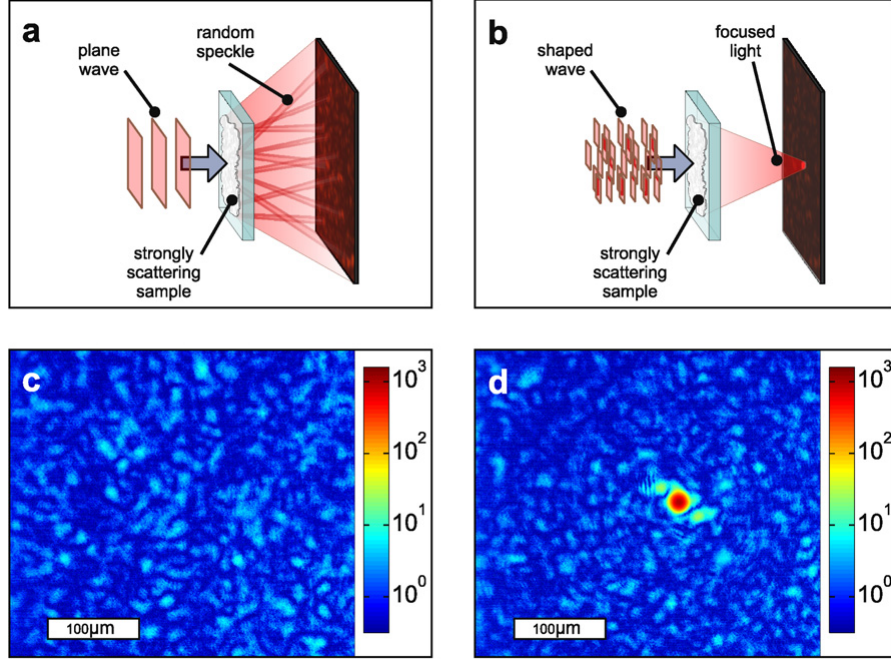 a
plane
wave
random
speckle
strongly
scattering
sample
b
shaped
wave
focused
light
strongly
scattering
sample
c
10³
10²
10¹
10⁰
100μm
d
10³
10²
10¹
10⁰
100μm